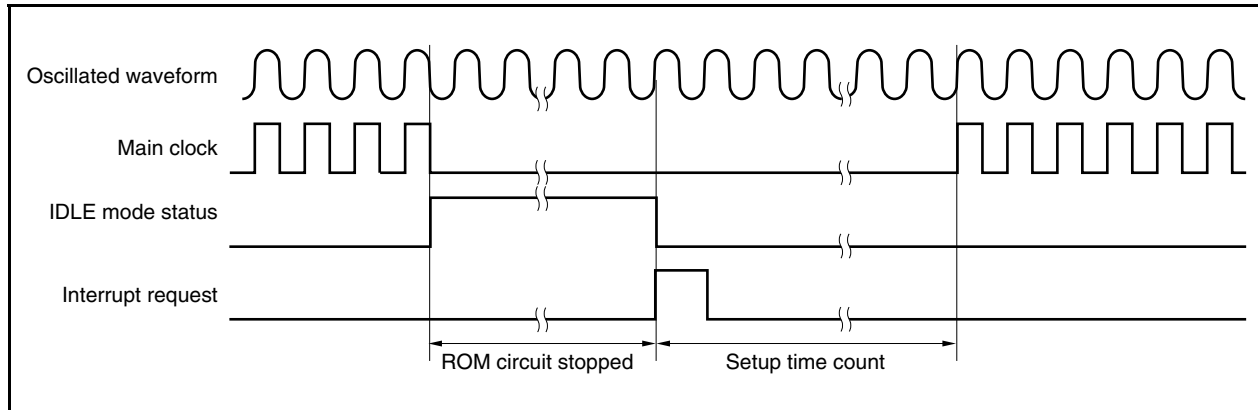 Oscillated waveform
Main clock
IDLE mode status
Interrupt request
ROM circuit stopped
Setup time count